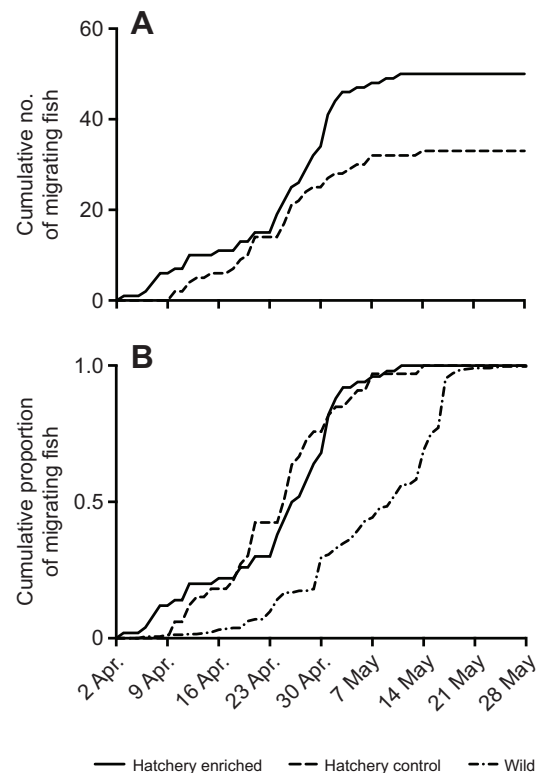 A
60
40
20
0
Cumulative no.
of migrating fish
B
1.0
0.5
0
Cumulative proportion
of migrating fish
2 Apr.
9 Apr.
16 Apr.
23 Apr.
30 Apr.
7 May
14 May
21 May
28 May
Hatchery enriched Hatchery control Wild